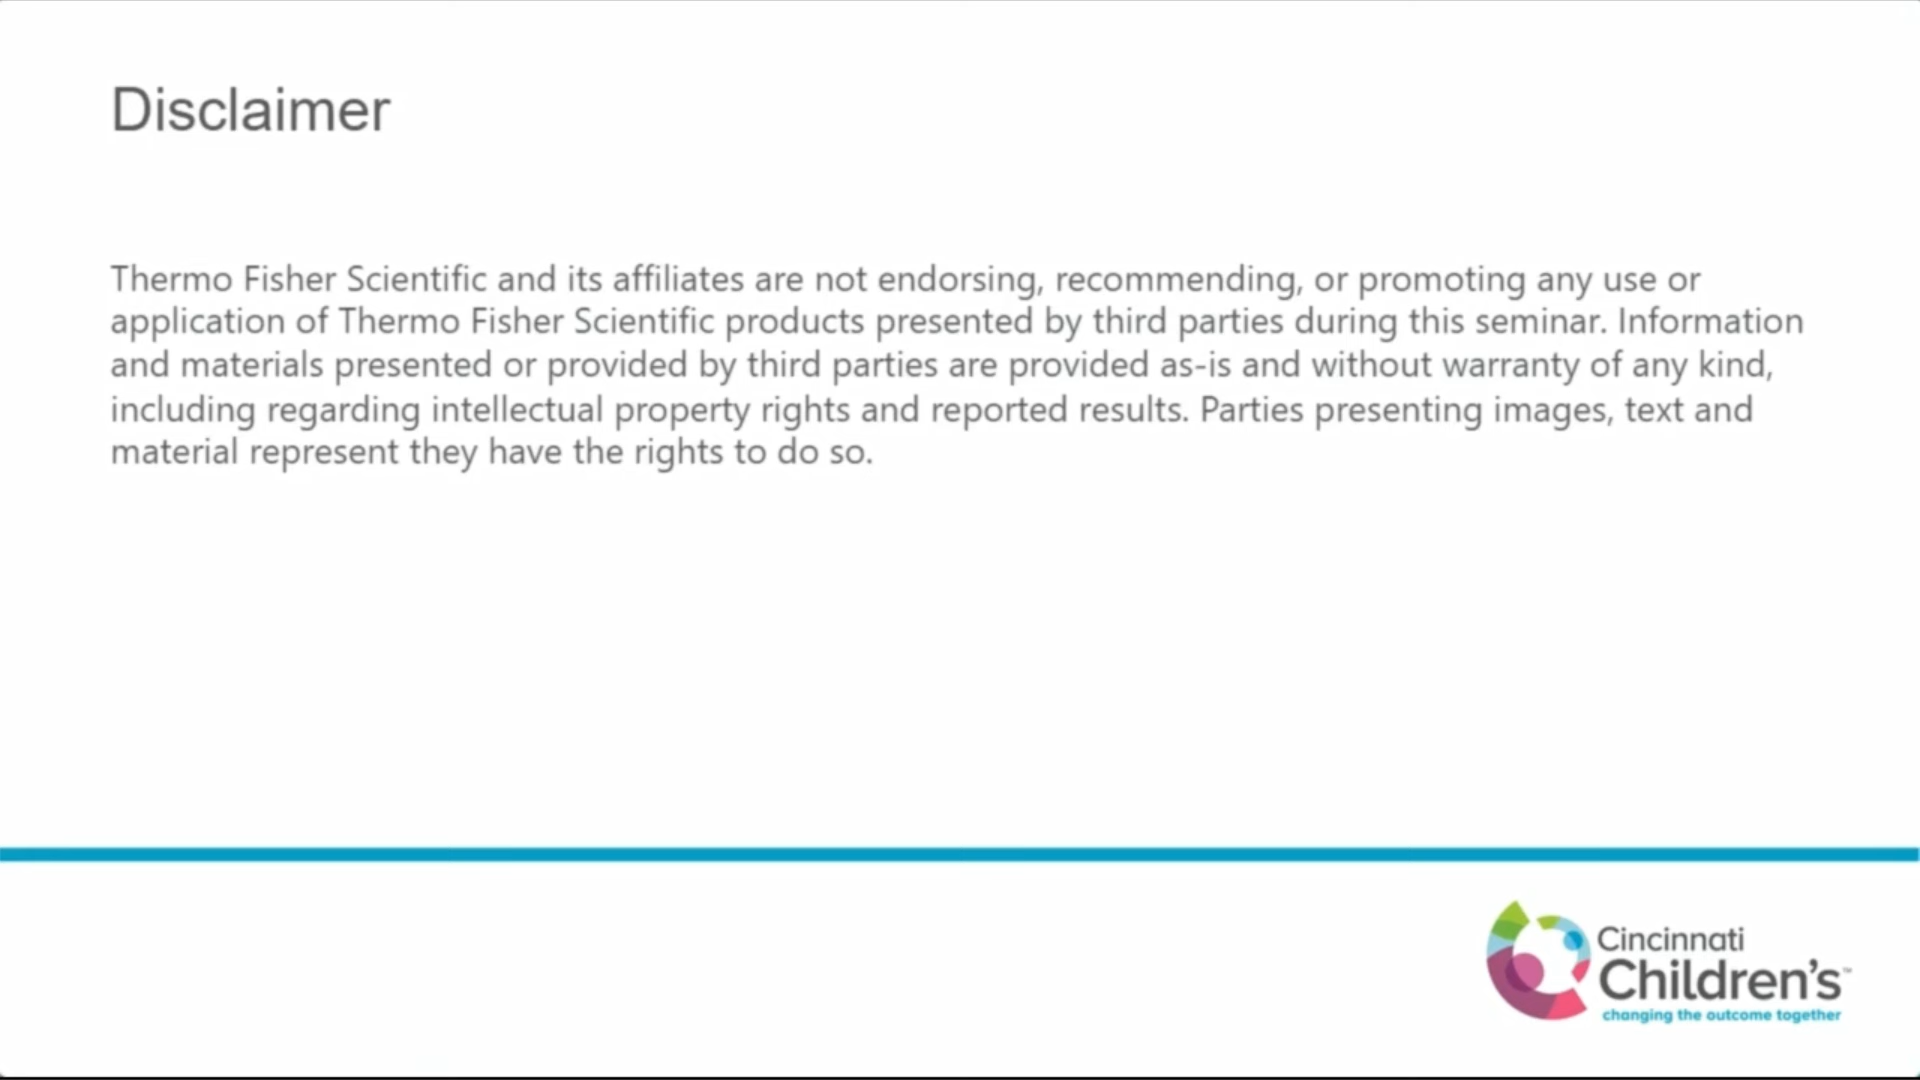 Disclaimer
Thermo Fisher Scientific and its affiliates are not endorsing, recommending, or promoting any use or
application of Thermo Fisher Scientific products presented by third parties during this seminar. Information
and materials presented or provided by third parties are provided as-is and without warranty of any kind,
including regarding intellectual property rights and reported results. Parties presenting images, text and
material represent they have the rights to do so.
Cincinnati
Children's™
changing the outcome together